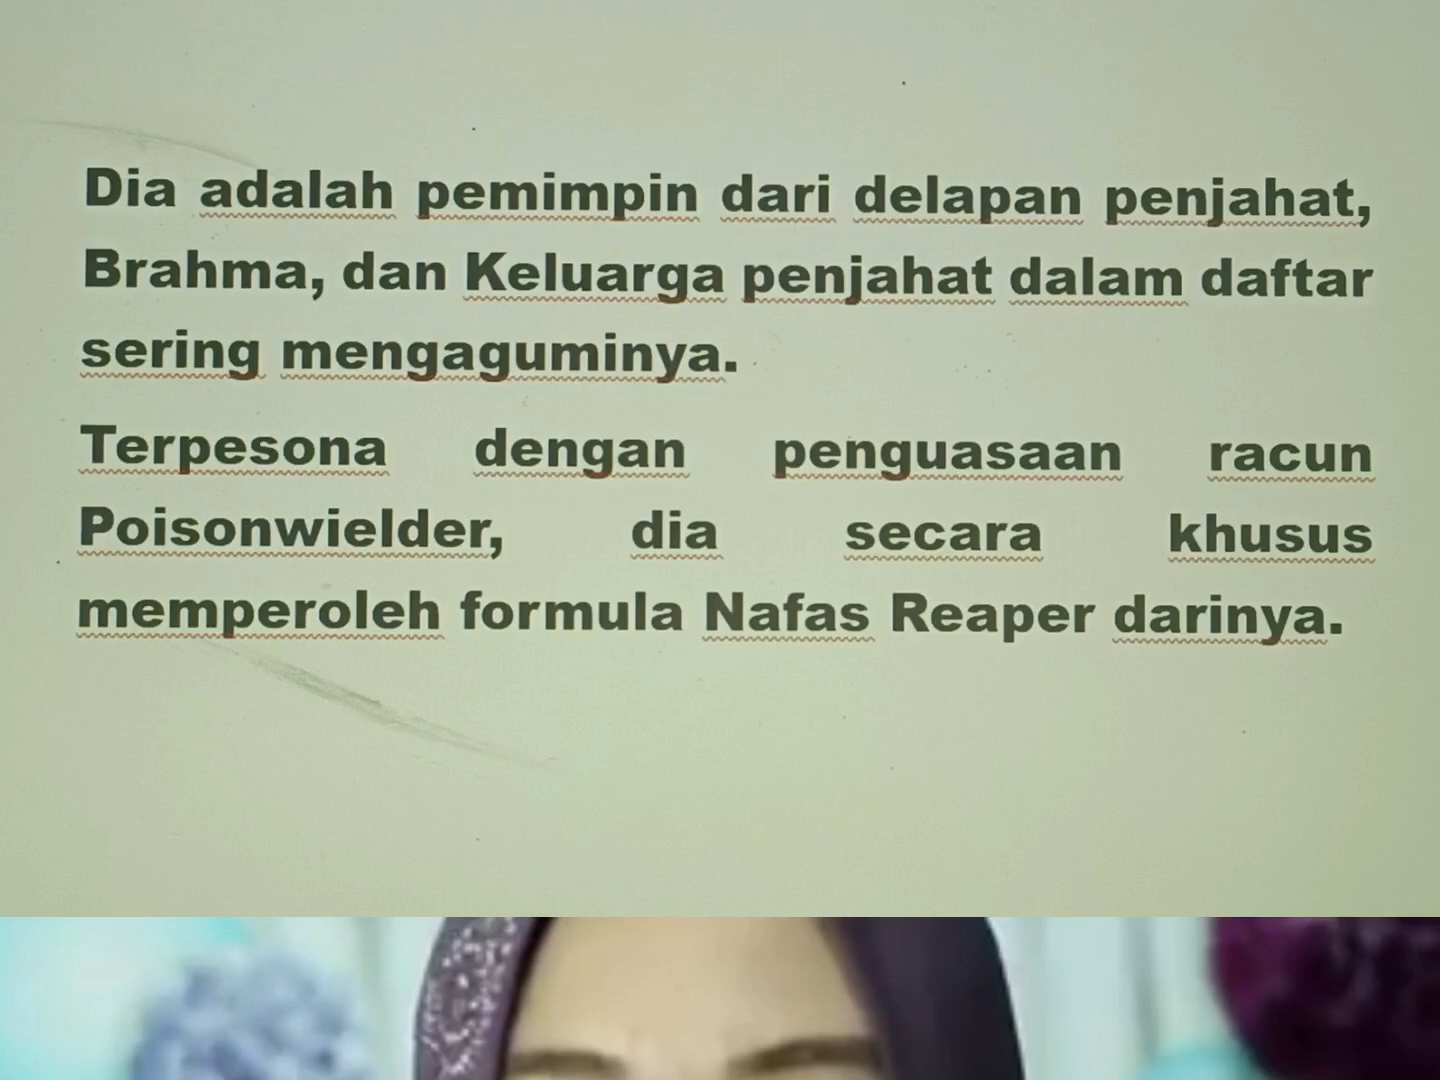 Dia adalah pemimpin dari delapan penjahat,
Brahma, dan Keluarga penjahat dalam daftar
sering mengaguminya.
Terpesona dengan penguasaan racun
Poisonwielder, dia secara khusus
memperoleh formula Nafas Reaper darinya.